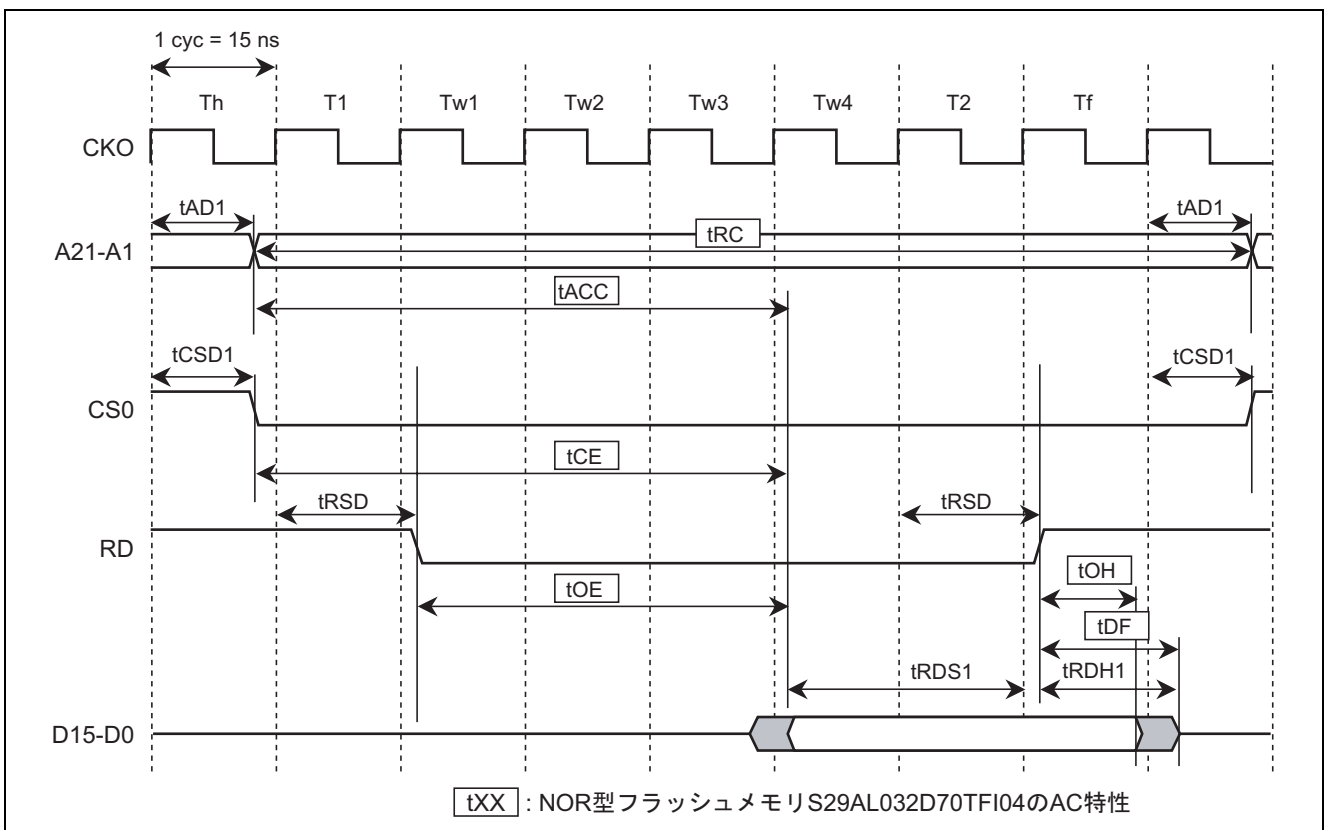 1 cyc = 15 ns
Th T1 Tw1 Tw2 Tw3 Tw4 T2 Tf
CKO
tAD1 tAD1
A21-A1
tRC
tACC
tCSD1 tCSD1
CS0
tCE
tRSD tRSD
RD
tOH
tOE
tDF
tRDS1 tRDH1
D15-D0
tXX : NOR型フラッシュメモリS29AL032D70TFI04のAC特性